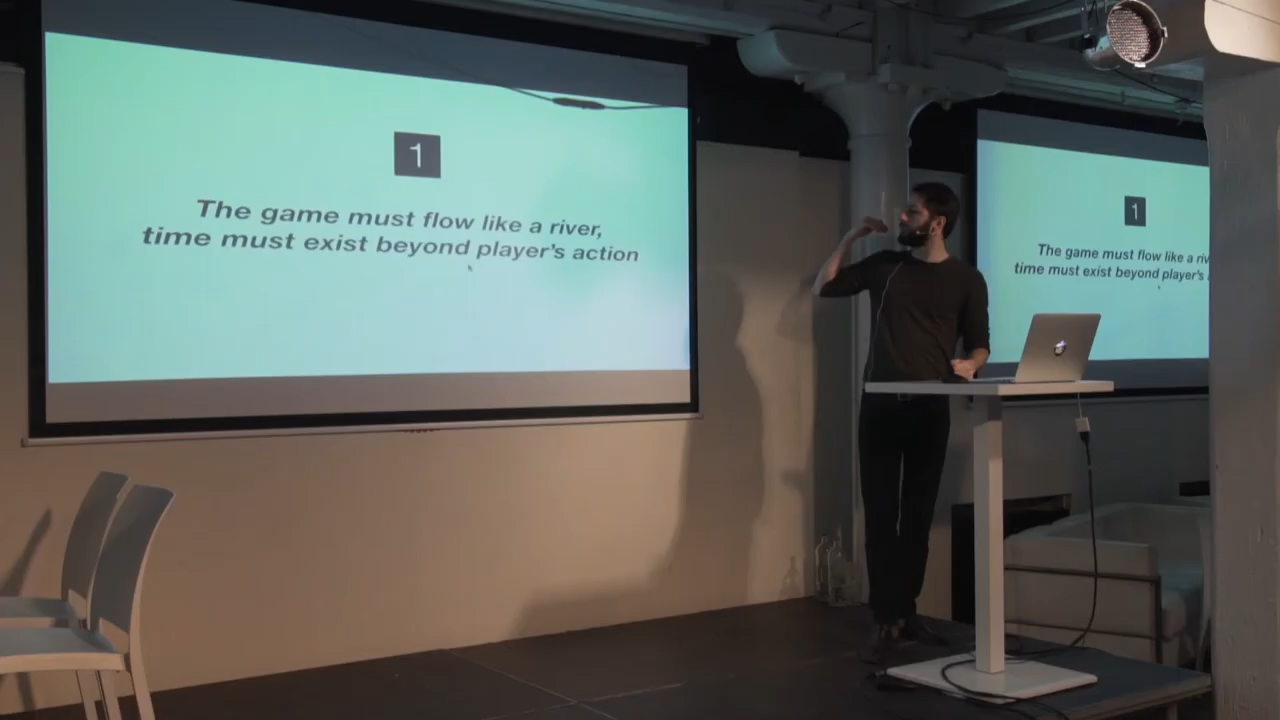 1
The game must flow like a river,
time must exist beyond player's action
1
The game must flow like a riv
time must exist beyond player's